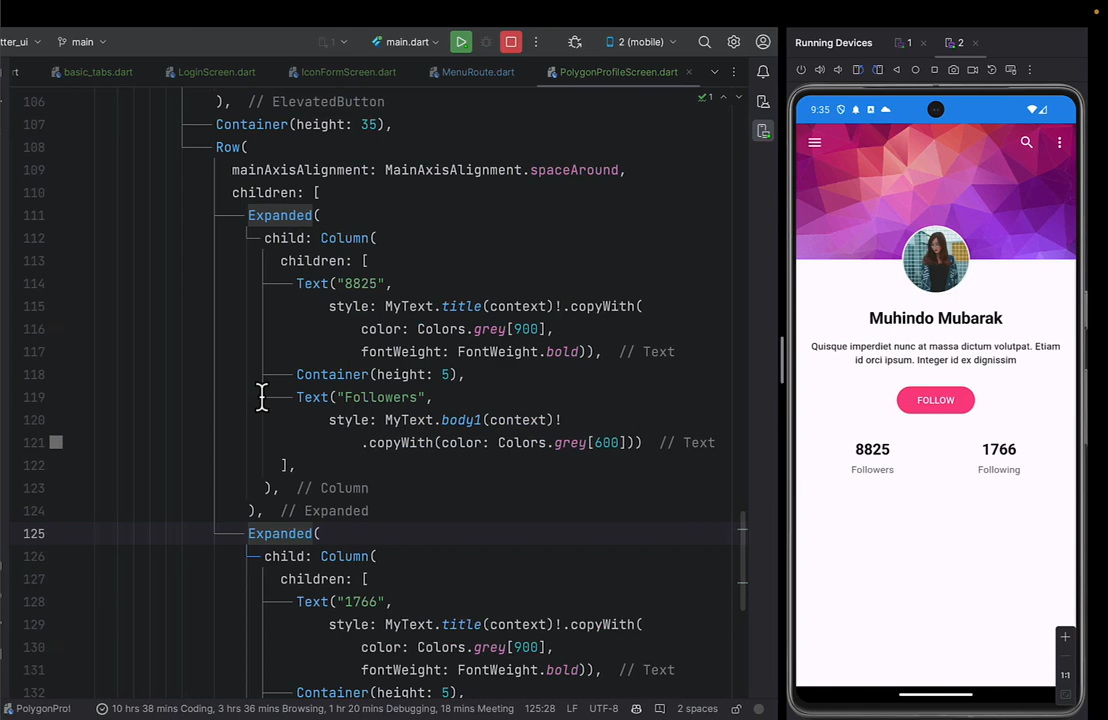 tter_ui
main
1
main.dart
2 (mobile)
Running Devices
1
2
rt
basic_tabs.dart
LoginScreen.dart
IconFormScreen.dart
MenuRoute.dart
PolygonProfileScreen.dart
1
106 ), // ElevatedButton
107 Container(height: 35),
108 Row(
109 mainAxisAlignment: MainAxisAlignment.spaceAround,
110 children: [
111 Expanded(
112 child: Column(
113 children: [
114 Text("8825",
115 style: MyText.title(context)!.copyWith(
116 color: Colors.grey[900],
117 fontWeight: FontWeight.bold)), // Text
118 Container(height: 5),
119 Text("Followers",
120 style: MyText.body1(context)!
121 .copyWith(color: Colors.grey[600])) // Text
122 ],
123 ), // Column
124 ), // Expanded
125 Expanded(
126 child: Column(
127 children: [
128 Text("1766",
129 style: MyText.title(context)!.copyWith(
130 color: Colors.grey[900],
131 fontWeight: FontWeight.bold)), // Text
132 Container(height: 5),
PolygonProf
10 hrs 38 mins Coding, 3 hrs 36 mins Browsing, 1 hr 20 mins Debugging, 18 mins Meeting
125:28
LF
UTF-8
2 spaces
9:35
Muhindo Mubarak
Quisque imperdiet nunc at massa dictum volutpat. Etiam
id orci ipsum. Integer id ex dignissim
FOLLOW
8825
1766
Followers
Following
1:1